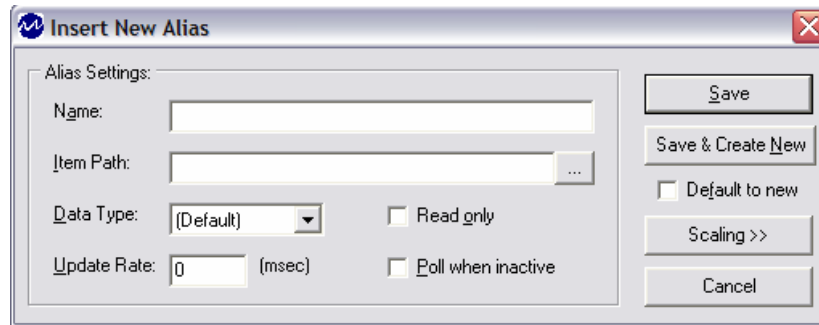 Insert New Alias
Alias Settings:
Name:
Item Path:
...
Data Type:
(Default)
Read only
Update Rate:
0
(msec)
Poll when inactive
Save
Save & Create New
Default to new
Scaling >>
Cancel